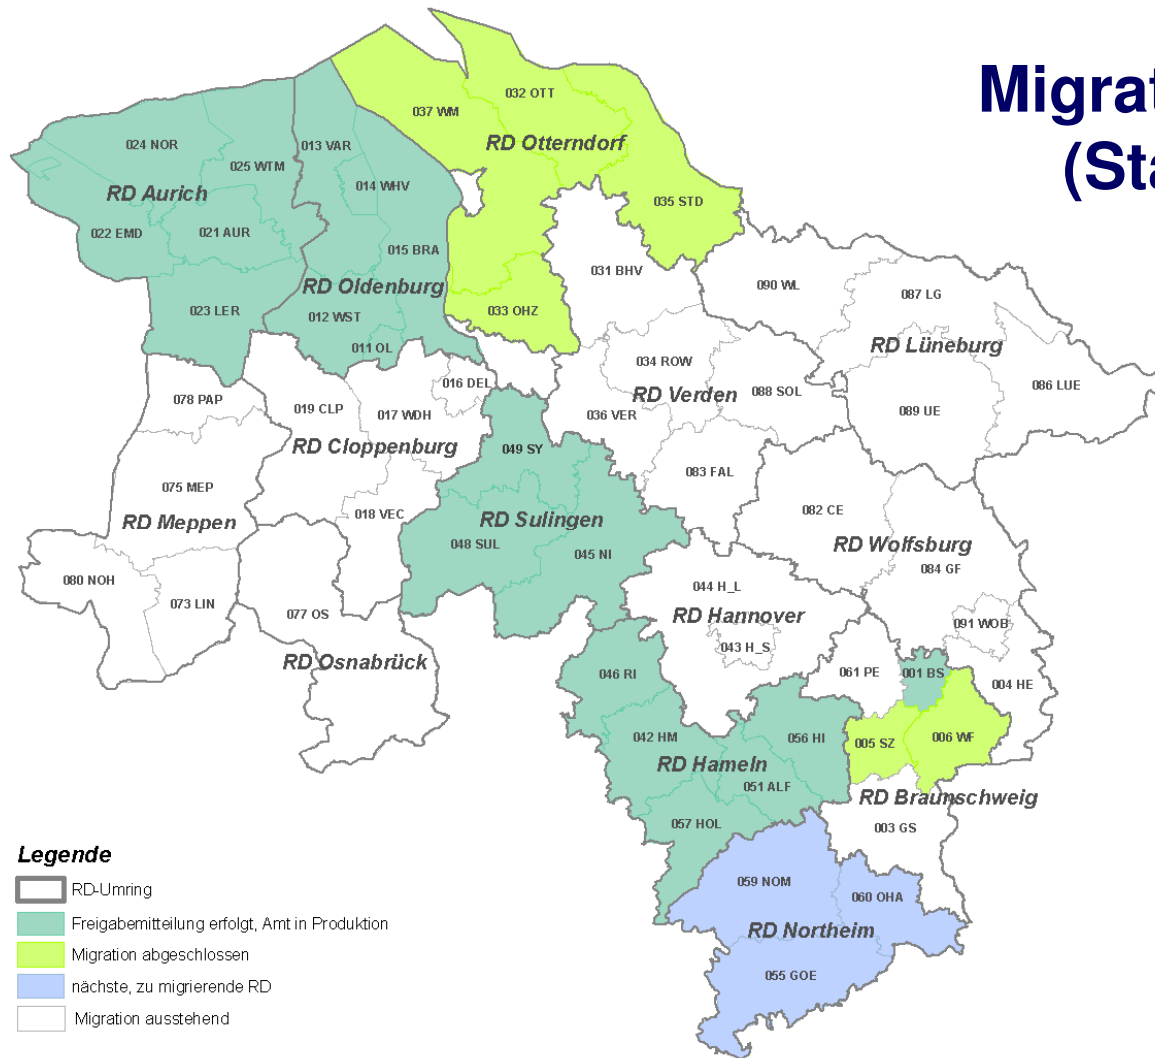 Migrat
(Sta
032 OTT
037 WM
RD Otterndorf
024 NOR
013 VAR
025 WTM
014 WHV
RD Aurich
035 STD
022 EMD
021 AUR
015 BRA
031 BHV
090 WL
RD Oldenburg
087 LG
023 LER
012 WST
033 OHZ
011 OL
RD Lüneburg
034 ROW
016 DEL
086 LUE
078 PAP
019 CLP
RD Verden
088 SOL
017 WDH
036 VER
089 UE
RD Cloppenburg
049 SY
083 FAL
075 MEP
018 VEC
082 CE
RD Meppen
RD Sulingen
048 SUL
045 NI
RD Wolfsburg
084 GF
080 NOH
044 H_L
073 LIN
077 OS
RD Hannover
091 WOB
043 H_S
RD Osnabrück
046 RI
061 PE
001 BS
004 HE
042 HM
056 HI
005 SZ
006 WF
RD Hameln
051 ALF
RD Braunschweig
057 HOL
003 GS
059 NOM
060 OHA
RD Northeim
055 GOE
Legende
RD-Umring
Freigabemitteilung erfolgt, Amt in Produktion
Migration abgeschlossen
nächste, zu migrierende RD
Migration ausstehend